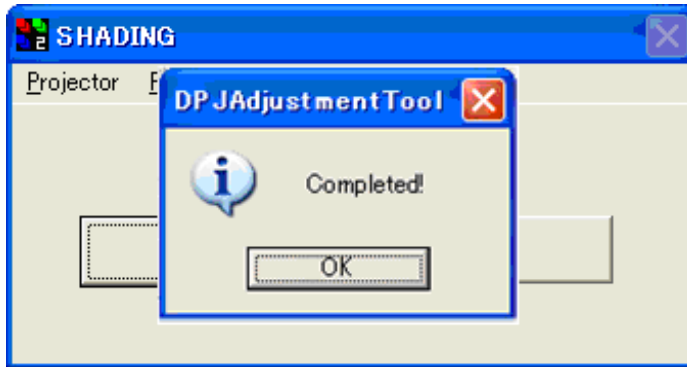 SHADING
Projector
DPJAdjustmentTool
Completed!
OK